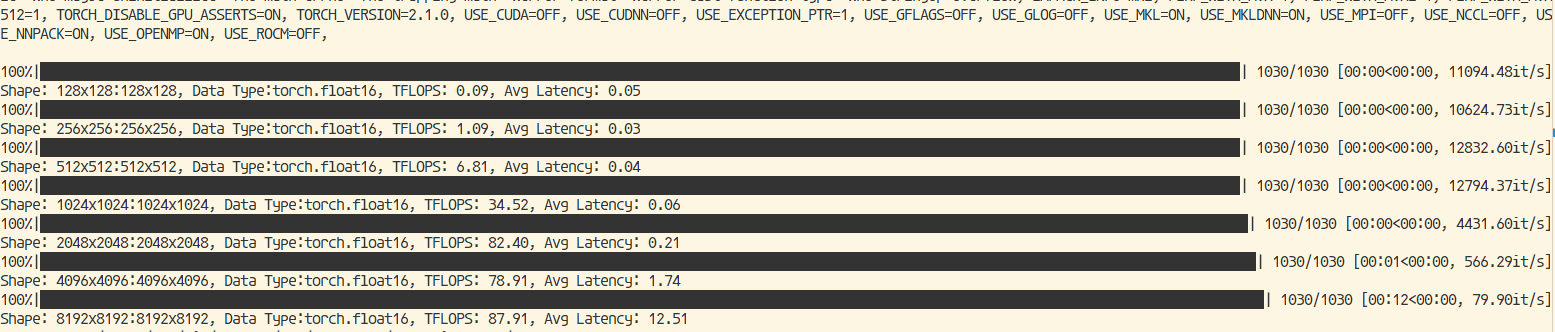 512=1, TORCH_DISABLE_GPU_ASSERTS=ON, TORCH_VERSION=2.1.0, USE_CUDA=OFF, USE_CUDNN=OFF, USE_EXCEPTION_PTR=1, USE_GFLAGS=OFF, USE_GLOG=OFF, USE_MKL=ON, USE_MKLDNN=ON, USE_MPI=OFF, USE_NCCL=OFF, US
E_NNPACK=ON, USE_OPENMP=ON, USE_ROCM=OFF,
100%| | 1030/1030 [00:00<00:00, 11094.48it/s]
Shape: 128x128:128x128, Data Type:torch.float16, TFLOPS: 0.09, Avg Latency: 0.05
100%| | 1030/1030 [00:00<00:00, 10624.73it/s]
Shape: 256x256:256x256, Data Type:torch.float16, TFLOPS: 1.09, Avg Latency: 0.03
100%| | 1030/1030 [00:00<00:00, 12832.60it/s]
Shape: 512x512:512x512, Data Type:torch.float16, TFLOPS: 6.81, Avg Latency: 0.04
100%| | 1030/1030 [00:00<00:00, 12794.37it/s]
Shape: 1024x1024:1024x1024, Data Type:torch.float16, TFLOPS: 34.52, Avg Latency: 0.06
100%| | 1030/1030 [00:00<00:00, 4431.60it/s]
Shape: 2048x2048:2048x2048, Data Type:torch.float16, TFLOPS: 82.40, Avg Latency: 0.21
100%| | 1030/1030 [00:01<00:00, 566.29it/s]
Shape: 4096x4096:4096x4096, Data Type:torch.float16, TFLOPS: 78.91, Avg Latency: 1.74
100%| | 1030/1030 [00:12<00:00, 79.90it/s]
Shape: 8192x8192:8192x8192, Data Type:torch.float16, TFLOPS: 87.91, Avg Latency: 12.51